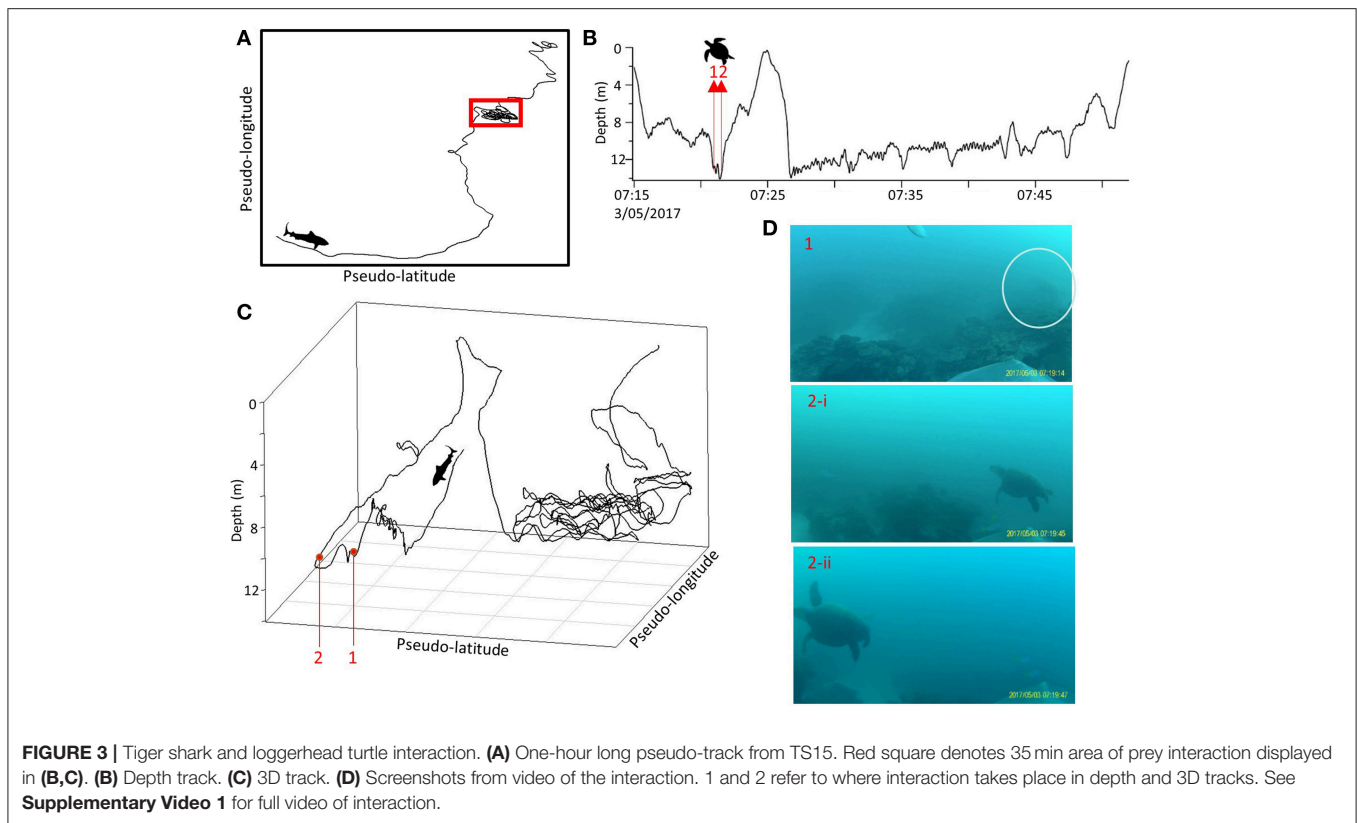 A
Pseudo-longitude
Pseudo-latitude
B
Depth (m)
0
4
8
12
12
07:15
07:25
07:35
07:45
3/05/2017
C
0
4
8
12
Depth (m)
Pseudo-latitude
Pseudo-longitude
2
1
D
1
2017/05/03 07:19:14
2-i
2017/05/03 07:19:45
2-ii
2017/05/03 07:19:47
FIGURE 3 | Tiger shark and loggerhead turtle interaction. (A) One-hour long pseudo-track from TS15. Red square denotes 35 min area of prey interaction displayed
in (B,C). (B) Depth track. (C) 3D track. (D) Screenshots from video of the interaction. 1 and 2 refer to where interaction takes place in depth and 3D tracks. See
Supplementary Video 1 for full video of interaction.